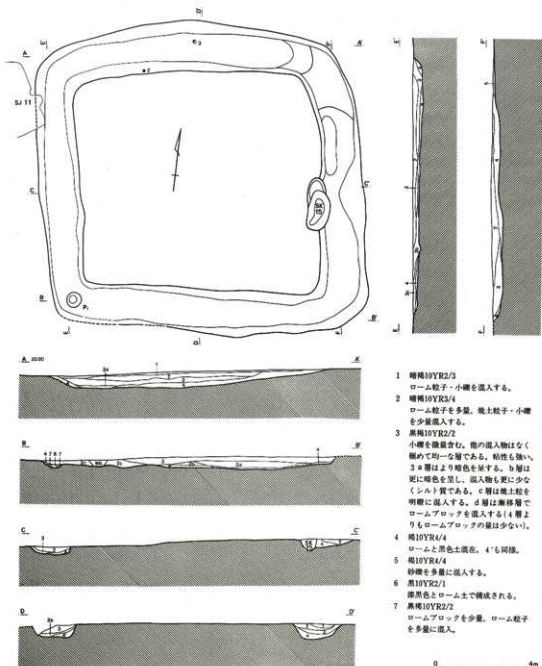 D
A
E
F
A'
3
2
SJ 11
C
C'
SK
15
B
P1
B'
E'
D'
F'
A 20.80
A'
B
B'
C
C'
D
D'
1 暗褐10YR2/3
ローム粒子・小礫を混入する。
2 暗褐10YR3/4
ローム粒子を多量、焼土粒子・小礫
を少量混入する。
3 黒褐10YR2/2
小礫を微量含む。他の混入物はなく
極めて均一な層である。粘性も強い。
3 a層はより暗色を呈する。b層は
更に暗色を呈し、混入物も更に少な
くシルト質である。c層は焼土粒を
明瞭に混入する。d層は漸移層で
ロームブロックを混入する(4層よ
りもロームブロックの量は少ない)。
4 褐10YR4/4
ロームと黒色土混在。4'も同様。
5 褐10YR4/4
砂礫を多量に混入する。
6 黒10YR2/1
漆黒色とローム土で構成される。
7 黒褐10YR2/2
ロームブロックを少量、ローム粒子
を多量に混入。
0 4m